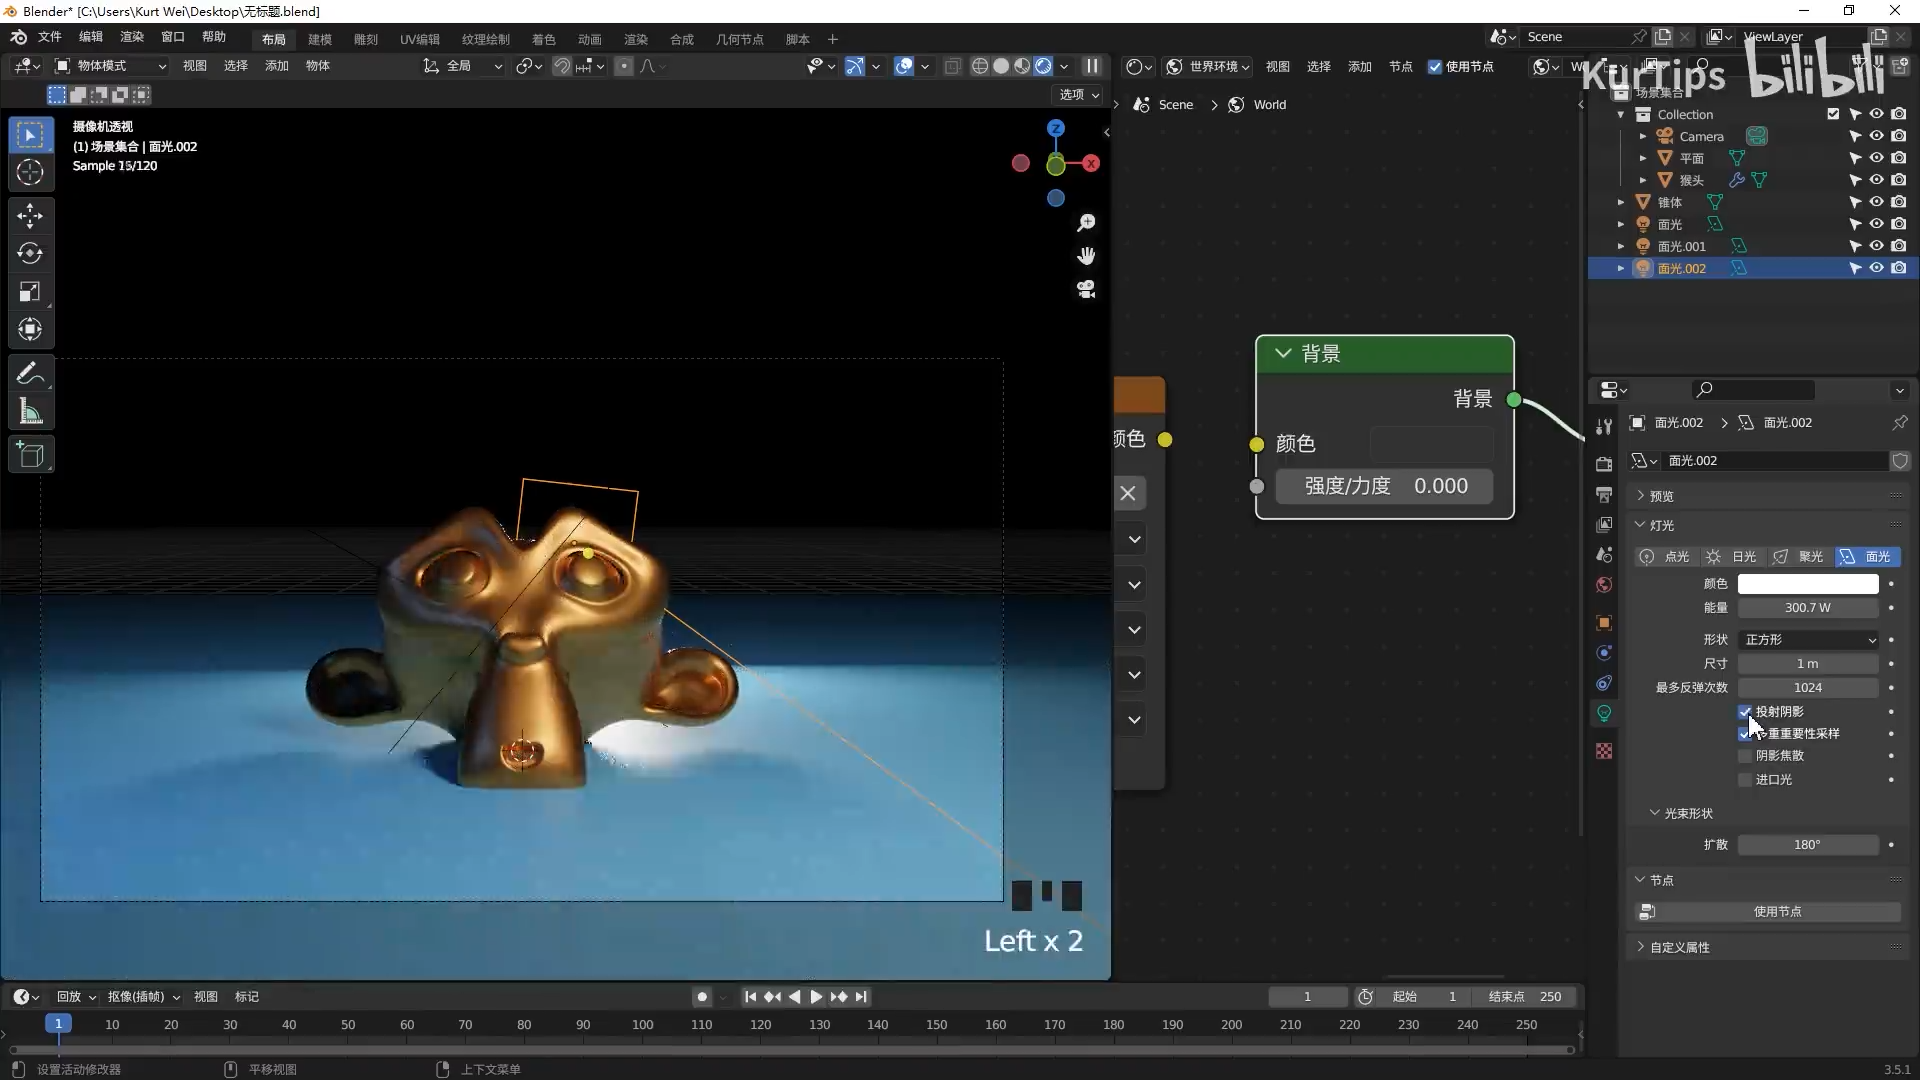 Blender* [C:\Users\Kurt Wei\Desktop\无标题.blend]
文件 编辑 渲染 窗口 帮助 布局 建模 雕刻 UV编辑 纹理绘制 着色 动画 渲染 合成 几何节点 脚本 + Scene ViewLayer
物体模式 视图 选择 添加 物体 全局 世界环境 视图 选择 添加 节点 使用节点
KurTips bilibili
选项
Scene > World
场景集合
Collection
Camera
平面
猴头
锥体
面光
面光.001
面光.002
摄像机透视
(1) 场景集合 | 面光.002
Sample 15/120
Z
X
背景
背景
颜色
颜色
强度/力度 0.000
面光.002 > 面光.002
面光.002
预览
灯光
点光 日光 聚光 面光
颜色
能量 300.7 W
形状 正方形
尺寸 1 m
最多反弹次数 1024
投射阴影
重重要性采样
阴影焦散
进口光
光束形状
扩散 180°
节点
使用节点
自定义属性
Left x 2
回放 抠像(插帧) 视图 标记 1 起始 1 结束点 250
1 10 20 30 40 50 60 70 80 90 100 110 120 130 140 150 160 170 180 190 200 210 220 230 240 250
设置活动修改器 平移视图 上下文菜单 3.5.1